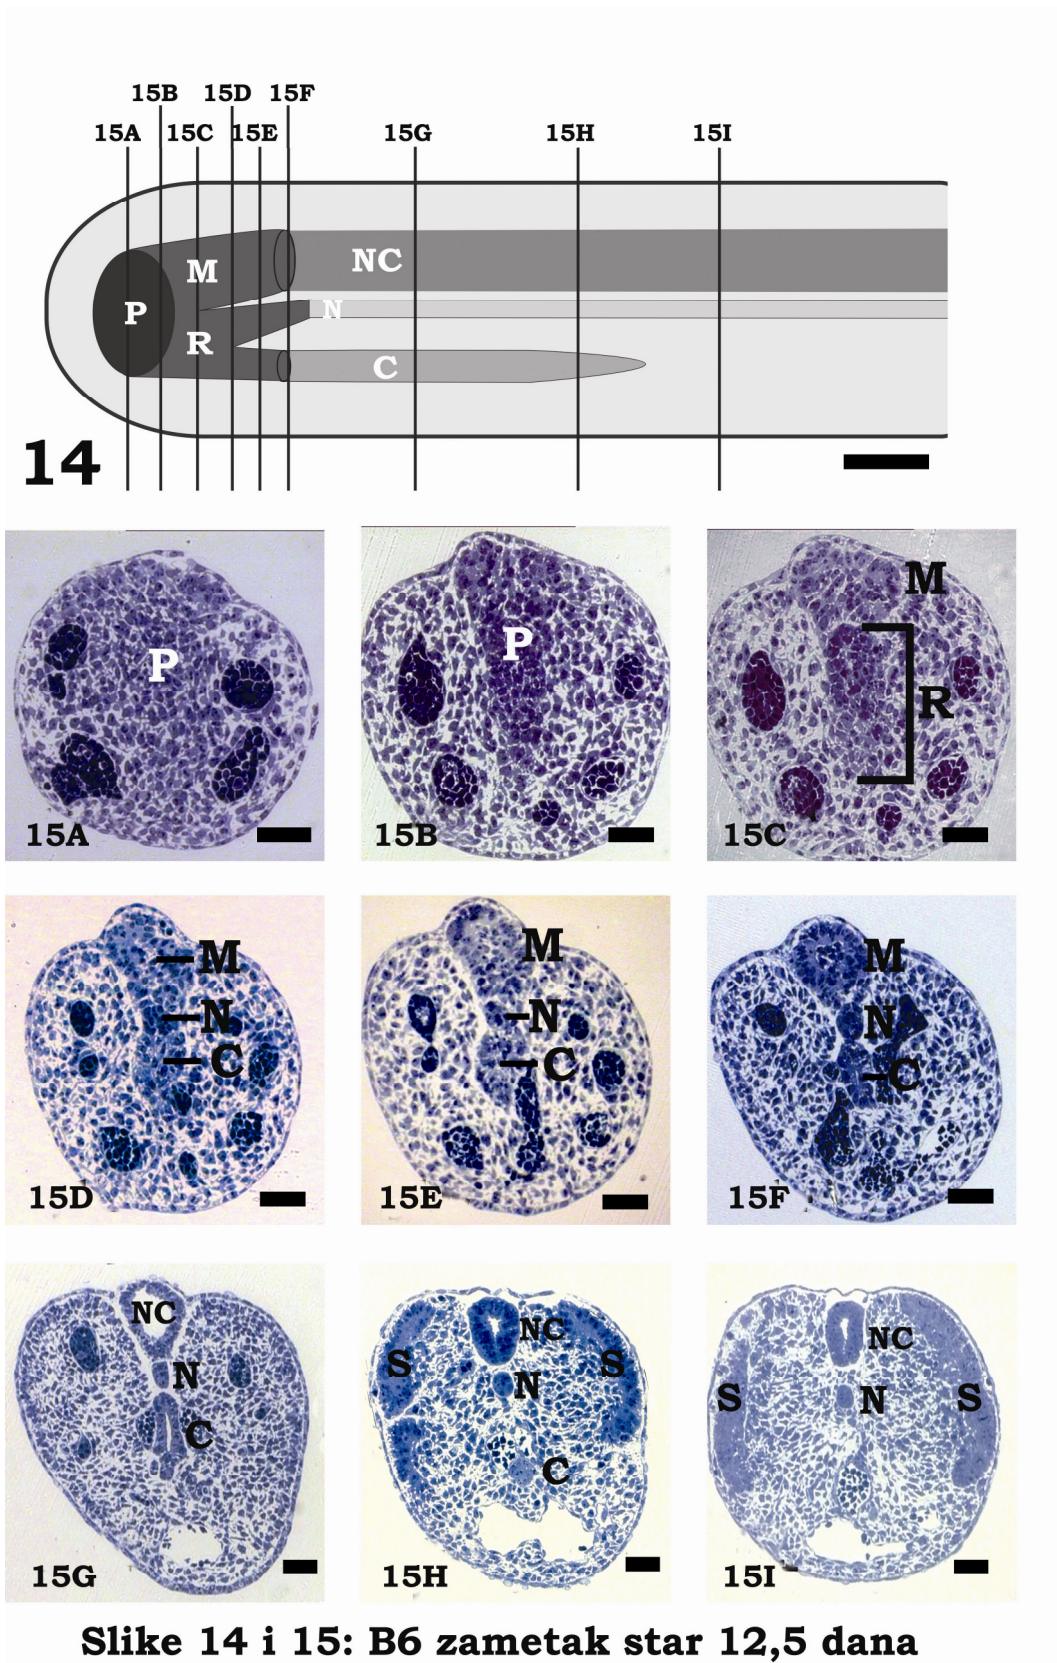 15B 15D 15F
15A 15C 15E 15G 15H 15I
M NC
P N
R C
14
P P M
R
15A 15B 15C
M M M
N N N
C C C
15D 15E 15F
NC NC NC
N S N S S N S
C C
15G 15H 15I
Slike 14 i 15: B6 zametak star 12,5 dana